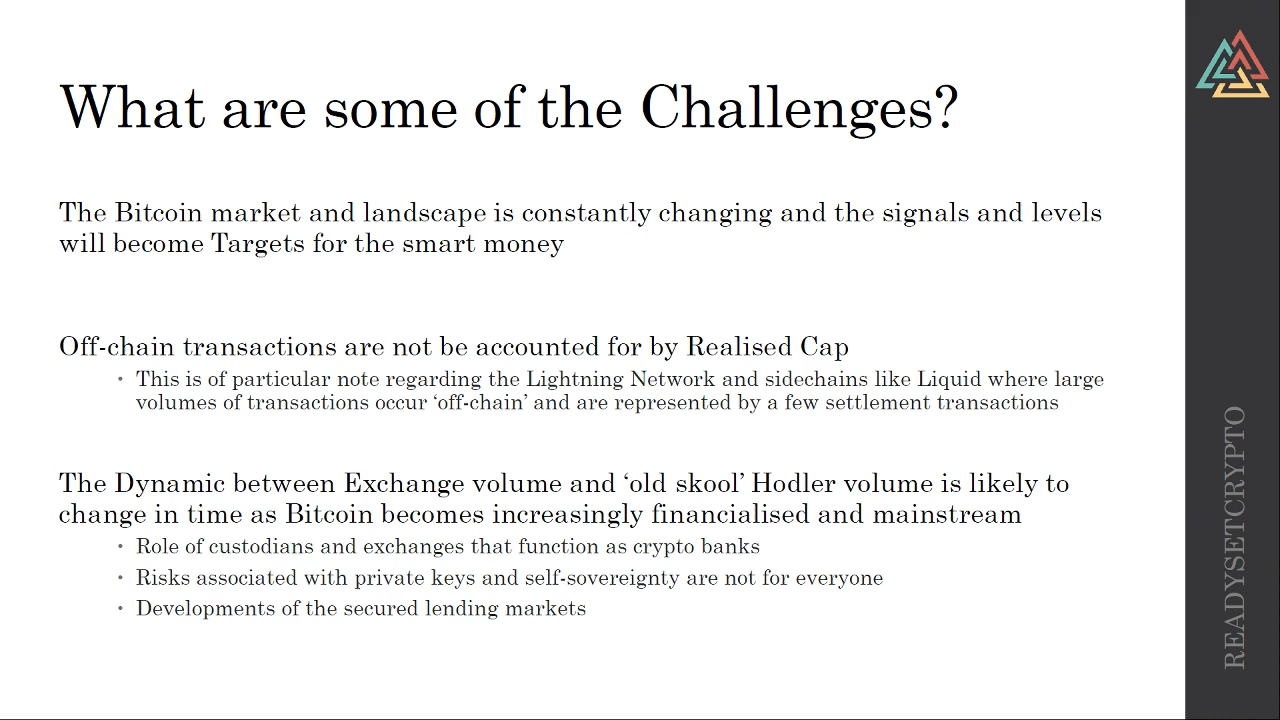 What are some of the Challenges?
The Bitcoin market and landscape is constantly changing and the signals and levels
will become Targets for the smart money
Off-chain transactions are not be accounted for by Realised Cap
• This is of particular note regarding the Lightning Network and sidechains like Liquid where large
volumes of transactions occur ‘off-chain’ and are represented by a few settlement transactions
The Dynamic between Exchange volume and ‘old skool’ Hodler volume is likely to
change in time as Bitcoin becomes increasingly financialised and mainstream
• Role of custodians and exchanges that function as crypto banks
• Risks associated with private keys and self-sovereignty are not for everyone
• Developments of the secured lending markets
READYSETCRYPTO